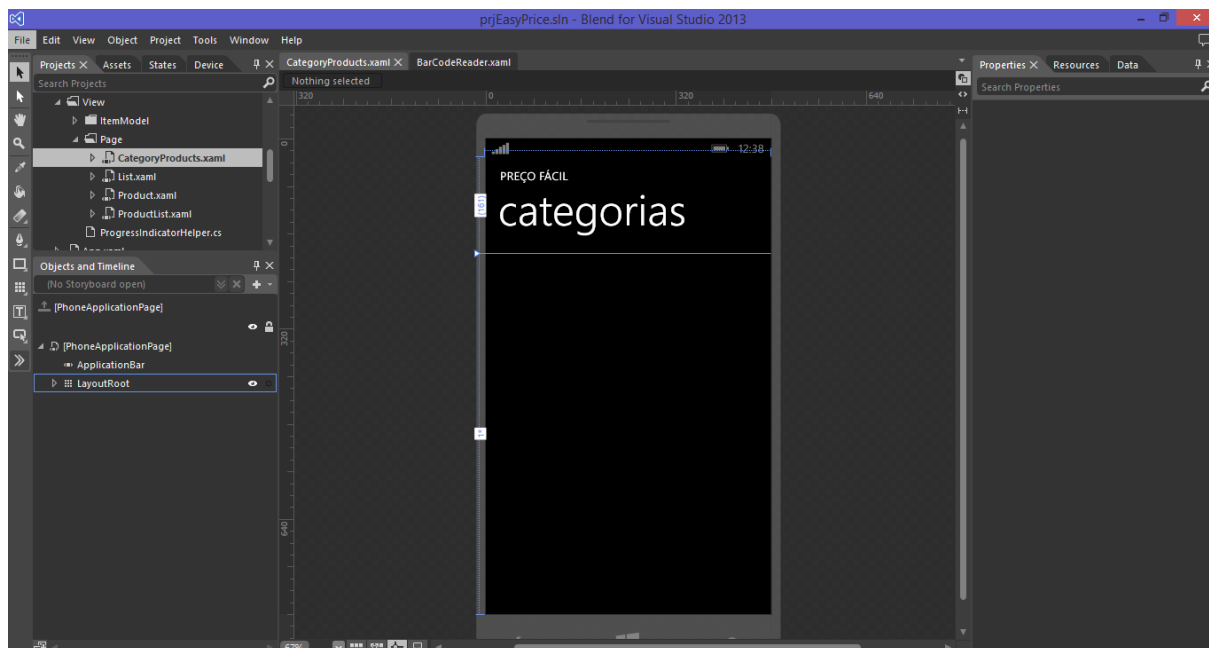 prjEasyPrice.sln - Blend for Visual Studio 2013
File Edit View Object Project Tools Window Help
Projects Assets States Device
Search Projects
View
ItemModel
Page
CategoryProducts.xaml
List.xaml
Product.xaml
ProductList.xaml
ProgressIndicatorHelper.cs
Objects and Timeline
(No Storyboard open)
[PhoneApplicationPage]
[PhoneApplicationPage]
ApplicationBar
LayoutRoot
CategoryProducts.xaml BarCodeReader.xaml
Nothing selected
320 0 320 640
0
320
640
12:38
PREÇO FÁCIL
(161)
categorias
1*
67%
Properties Resources Data
Search Properties